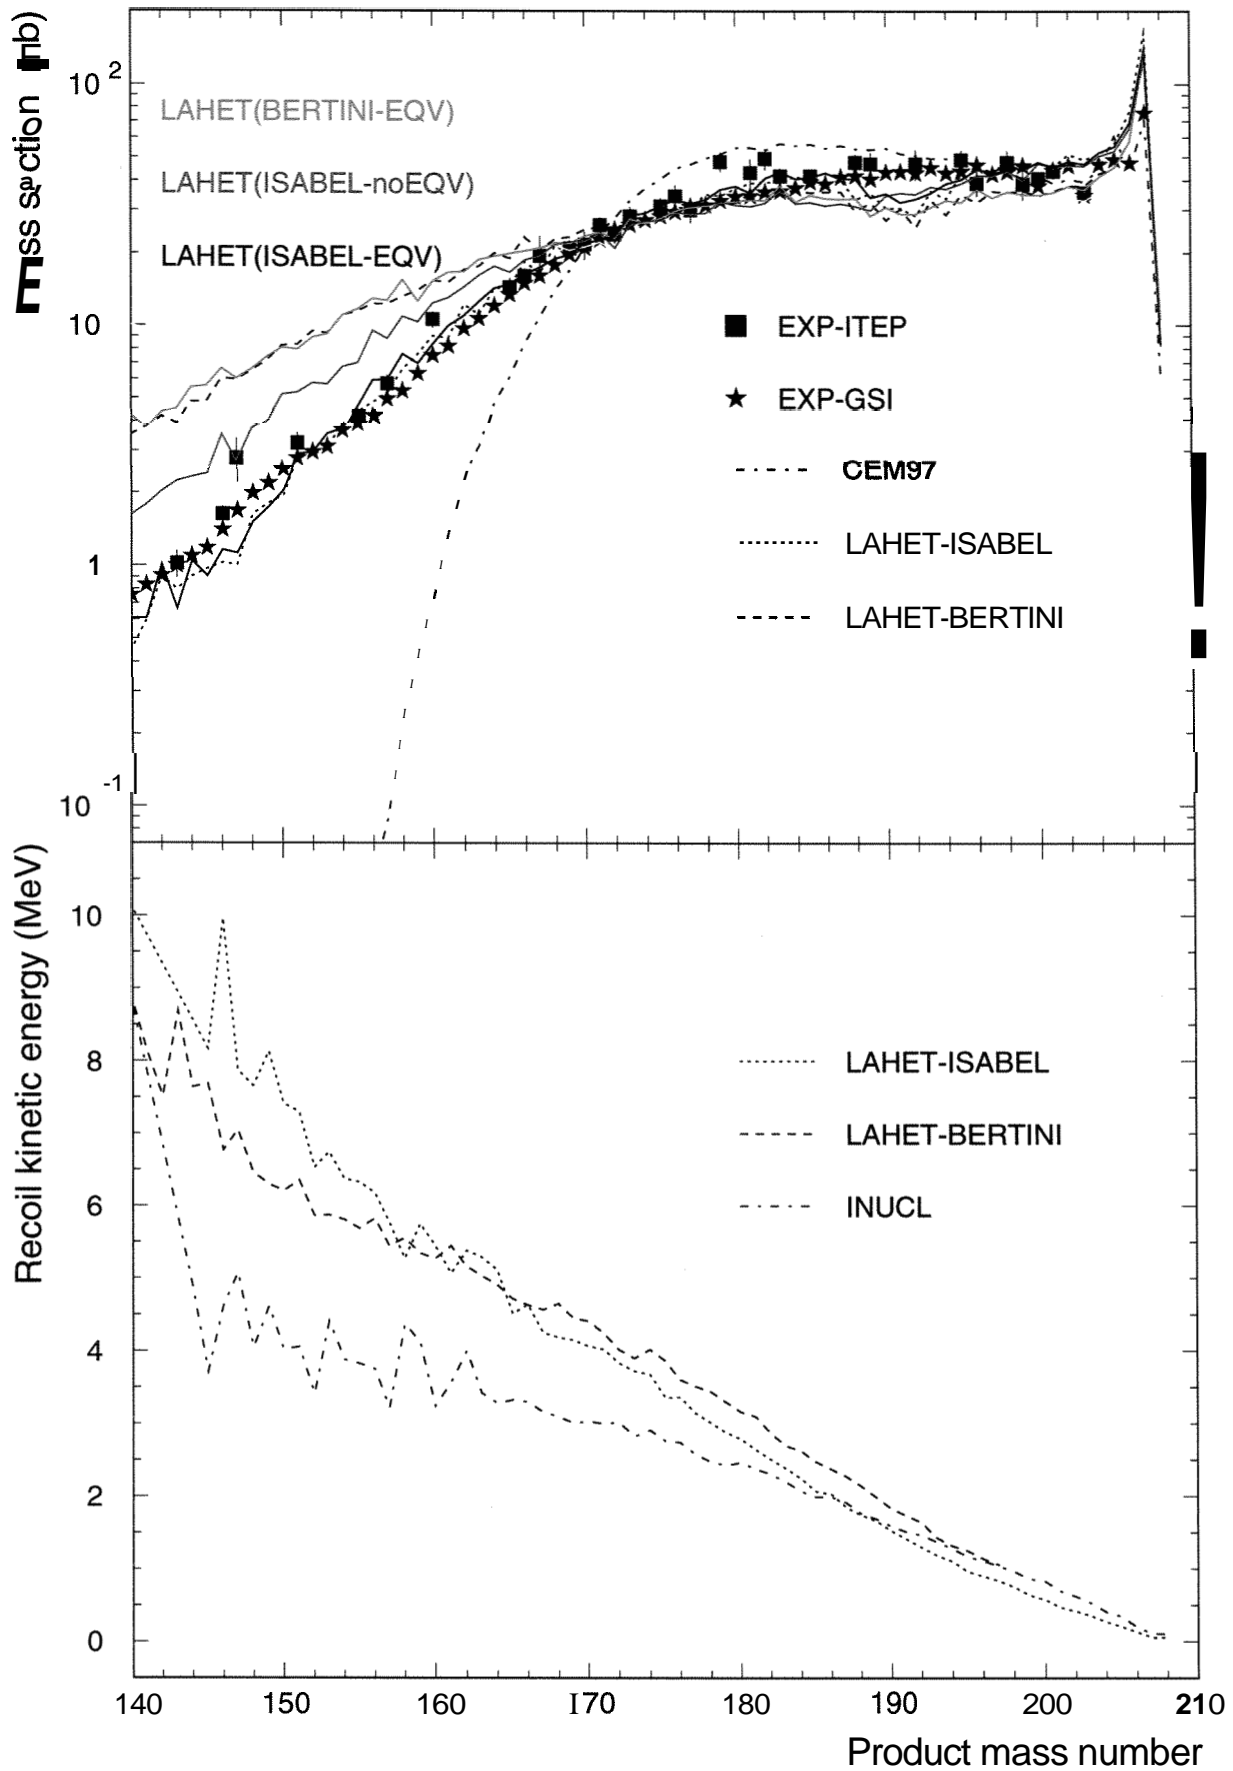 10 2
LAHET(BERTINI-EQV)
LAHET(ISABEL-noEQV)
LAHET(ISABEL-EQV)
10
EXP-ITEP
EXP-GSI
CEM97
1
LAHET-ISABEL
LAHET-BERTINI
10 -1
Recoil kinetic energy (MeV)
10
8
LAHET-ISABEL
LAHET-BERTINI
6
INUCL
4
2
0
140 150 160 170 180 190 200 210
Product mass number